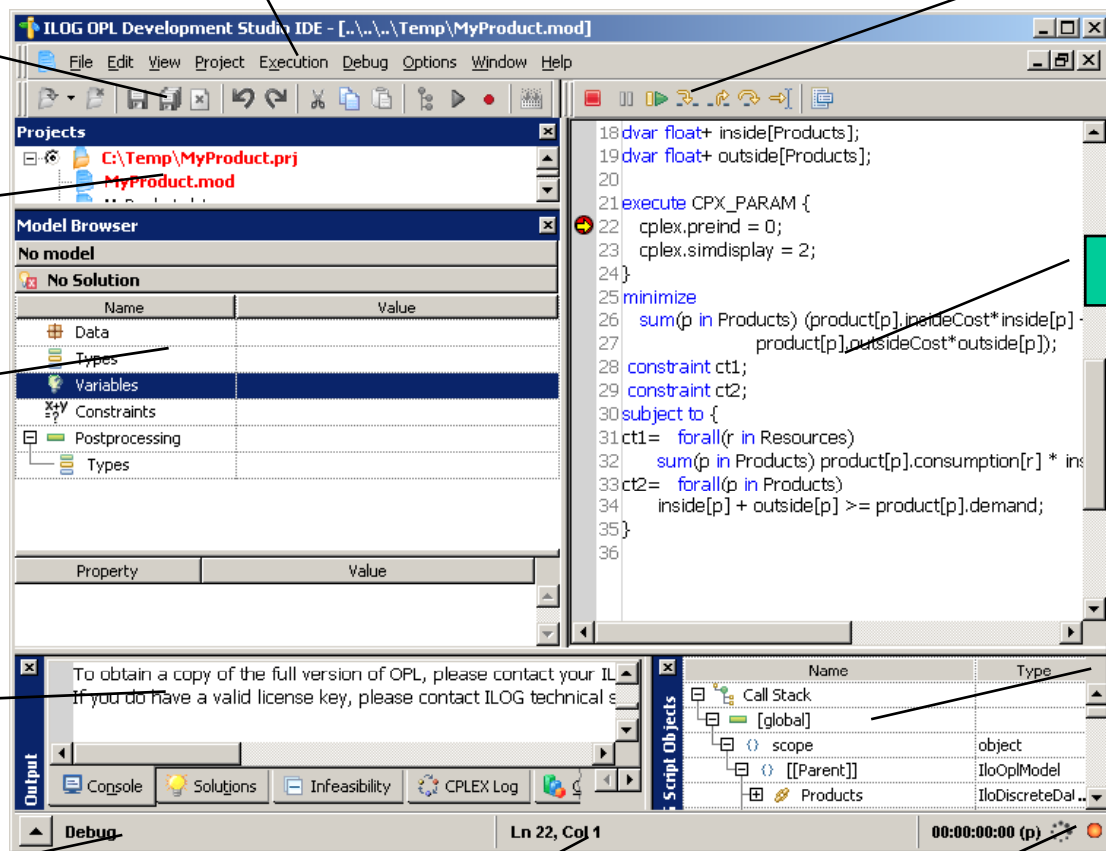 ILOG OPL Development Studio IDE - [..\..\..\Temp\MyProduct.mod]
File Edit View Project Execution Debug Options Window Help
Projects
C:\Temp\MyProduct.prj
MyProduct.mod
Model Browser
No model
No Solution
Name Value
Data
Types
Variables
Constraints
Postprocessing
Types
Property Value
18 dvar float+ inside[Products];
19 dvar float+ outside[Products];
20
21 execute CPX_PARAM {
22 cplex.preind = 0;
23 cplex.simdisplay = 2;
24 }
25 minimize
26 sum(p in Products) (product[p].insideCost*inside[p]
27 product[p].outsideCost*outside[p]);
28 constraint ct1;
29 constraint ct2;
30 subject to {
31 ct1= forall(r in Resources)
32 sum(p in Products) product[p].consumption[r] * ins
33 ct2= forall(p in Products)
34 inside[p] + outside[p] >= product[p].demand;
35 }
36
Output
To obtain a copy of the full version of OPL, please contact your IL
If you do have a valid license key, please contact ILOG technical s
Console Solutions Infeasibility CPLEX Log
Script Objects
Name Type
Call Stack
[global]
scope object
[[Parent]] IloOplModel
Products IloDiscreteDat...
Debug Ln 22, Col 1 00:00:00:00 (p)